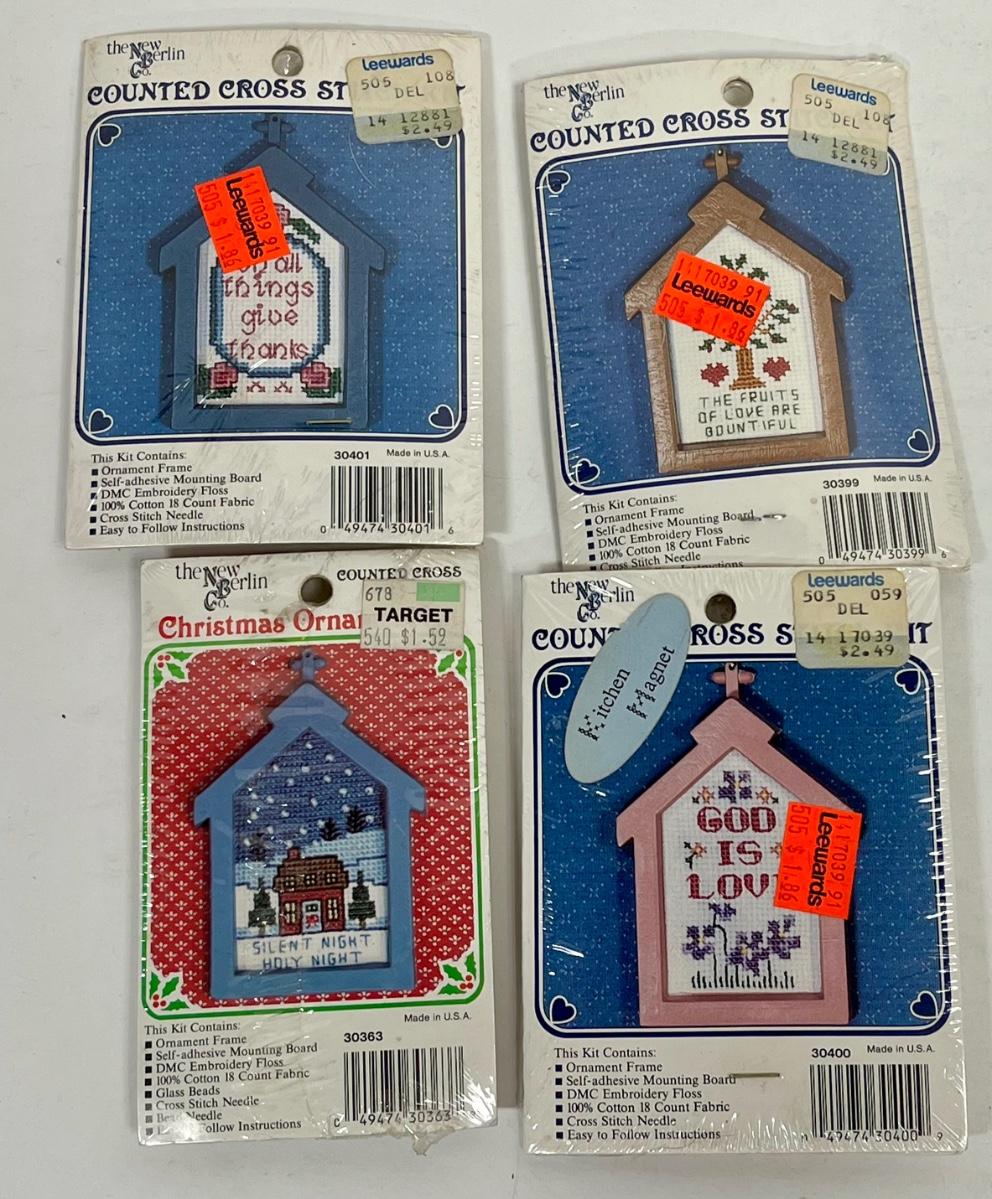 the New Berlin Co.
COUNTED CROSS ST
Leewards
505 108
DEL
14 12881
$2.49
1117039 91
Leewards
505 $1.86
all
things
give
thanks
This Kit Contains:
Ornament Frame
Self-adhesive Mounting Board
DMC Embroidery Floss
100% Cotton 18 Count Fabric
Cross Stitch Needle
Easy to Follow Instructions
30401
Made in U.S.A.
0 49474 30401 6
the New Berlin Co.
COUNTED CROSS ST
Leewards
505 108
DEL
14 12881
$2.49
1117039 91
Leewards
505 $1.86
THE FRUITS
OF LOVE ARE
BOUNTIFUL
This Kit Contains:
Ornament Frame
Self-adhesive Mounting Board
DMC Embroidery Floss
100% Cotton 18 Count Fabric
Cross Stitch Needle
30399
Made in U.S.A.
0 49474 30399 6
the New Berlin Co.
COUNTED CROSS
Christmas Orna
678
TARGET
540 $1.52
SILENT NIGHT
HOLY NIGHT
This Kit Contains:
Ornament Frame
Self-adhesive Mounting Board
DMC Embroidery Floss
100% Cotton 18 Count Fabric
Glass Beads
Cross Stitch Needle
Bead Needle
Follow Instructions
Made in U.S.A.
30363
0 49474 30363
the New Berlin Co.
COUNT ROSS S IT
Kitchen
Magnet
Leewards
505 059
DEL
14 17039
$2.49
GOD
IS
LOV
1417039 91
Leewards
505 $1.86
This Kit Contains:
Ornament Frame
Self-adhesive Mounting Board
DMC Embroidery Floss
100% Cotton 18 Count Fabric
Cross Stitch Needle
Easy to Follow Instructions
30400
Made in U.S.A.
0 49474 30400 9